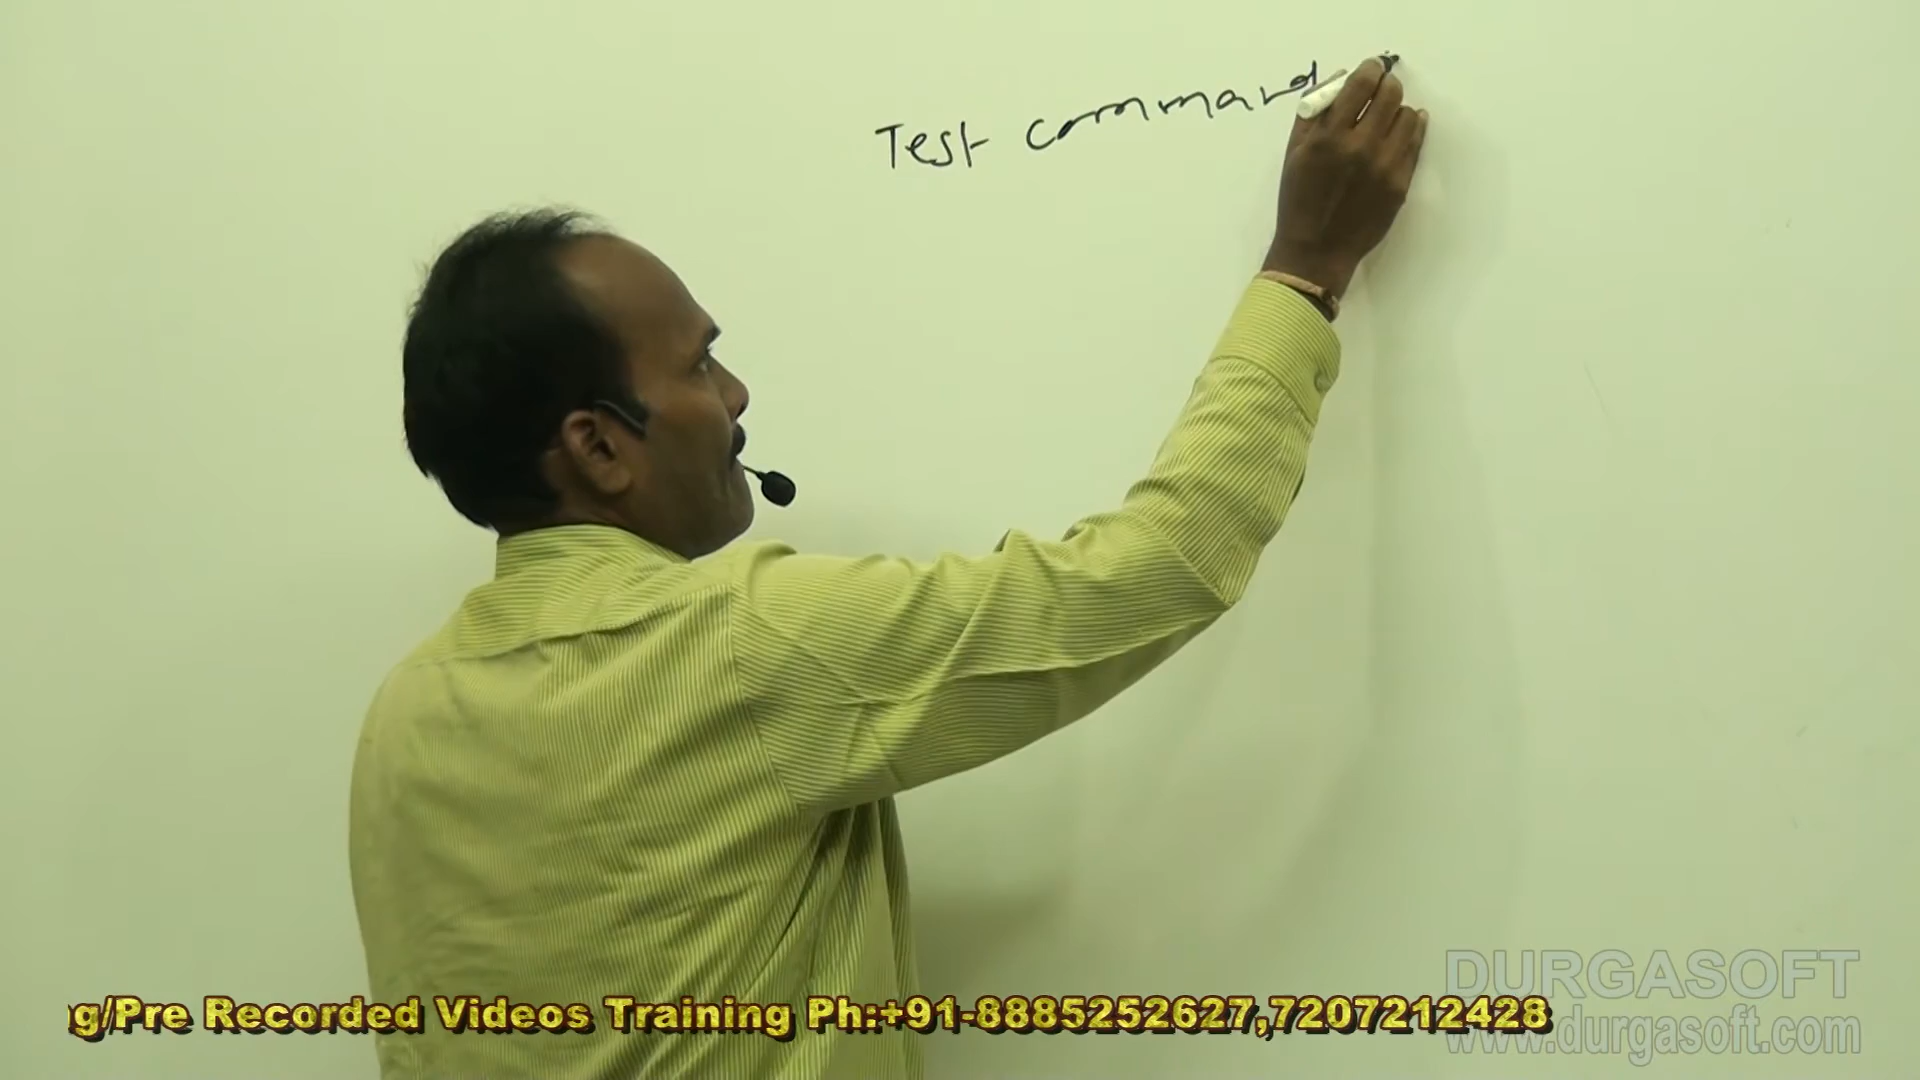 Test command
DURGASOFT
g/Pre Recorded Videos Training Ph:+91-8885252627,7207212428
www.durgasoft.com